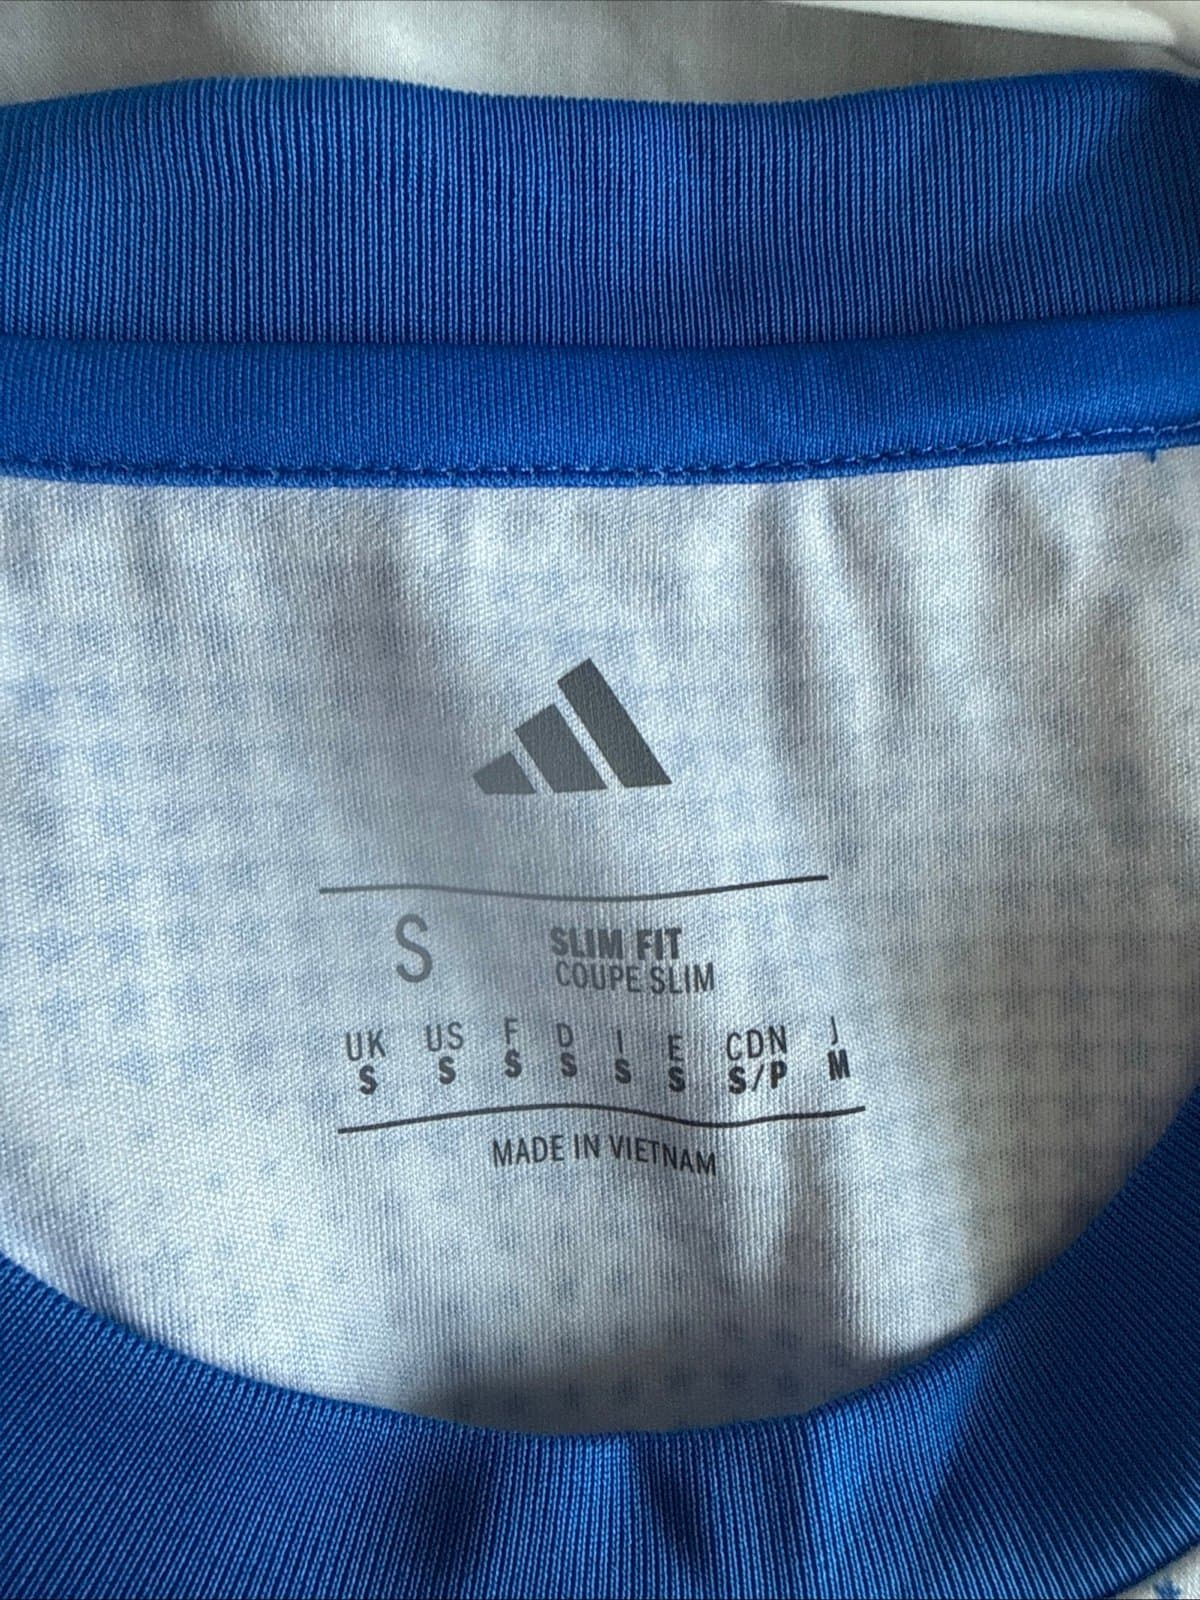 S SLIM FIT
COUPE SLIM
UK US F D I E CDN J
S S S S S S S/P M
MADE IN VIETNAM